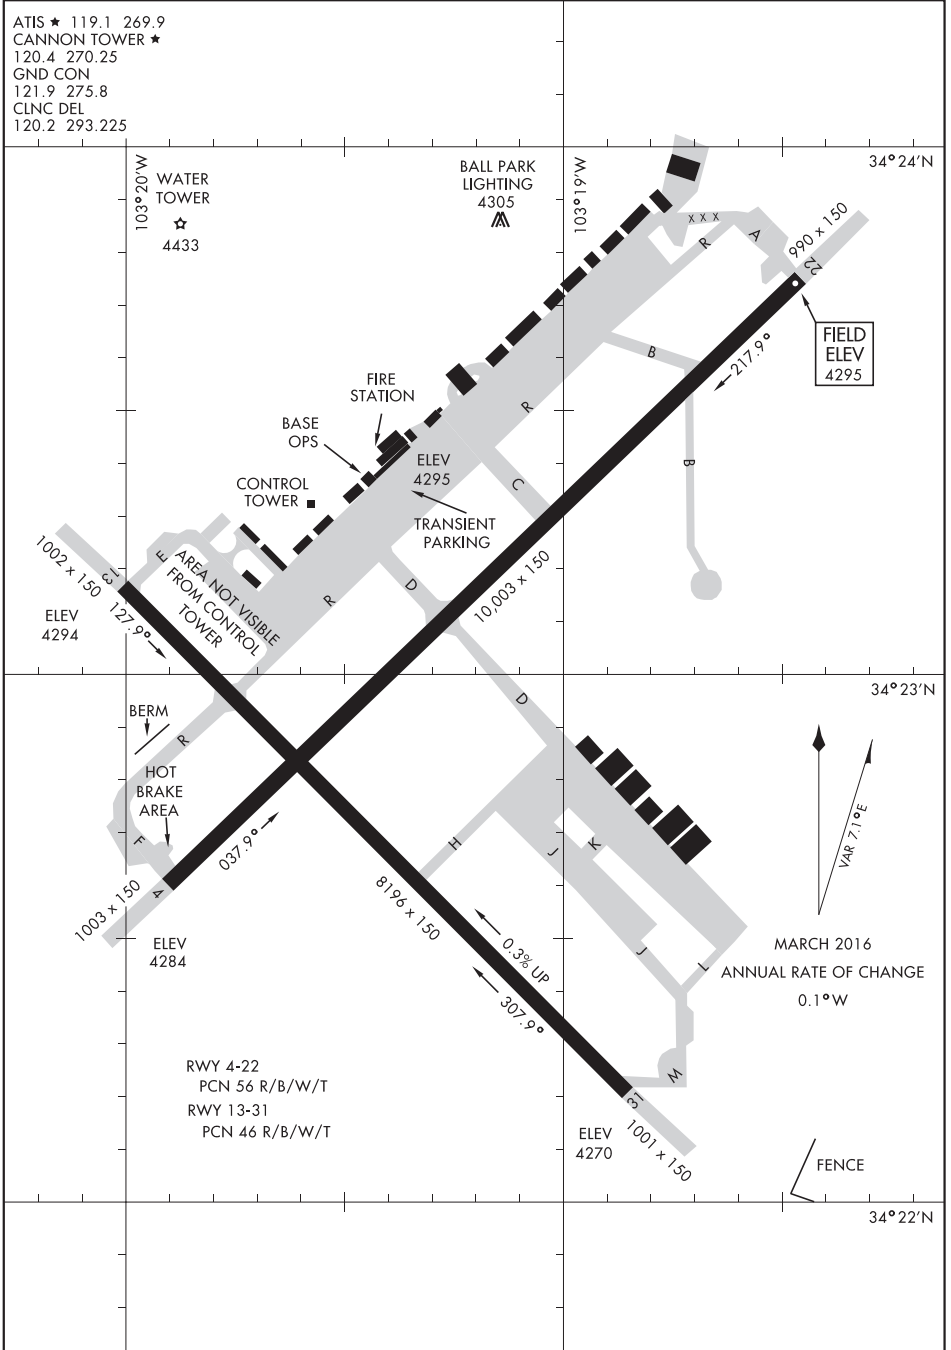 ATIS ★ 119.1 269.9
CANNON TOWER ★
120.4 270.25
GND CON
121.9 275.8
CLNC DEL
120.2 293.225
103°20'W
WATER
TOWER
4433
BALL PARK
LIGHTING
4305
103°19'W
34°24'N
X X X
R
A
990 x 150
22
FIELD
ELEV
4295
B
217.9°
FIRE
STATION
BASE
OPS
R
ELEV
4295
B
CONTROL
TOWER
C
TRANSIENT
PARKING
E
AREA NOT VISIBLE
FROM CONTROL
TOWER
1002 x 150
13
127.9°
R
D
10,003 x 150
ELEV
4294
34°23'N
D
BERM
R
HOT
BRAKE
AREA
F
037.9°
H
J
K
VAR 7.1°E
1003 x 150
4
8196 x 150
ELEV
4284
0.3% UP
307.9°
J
L
MARCH 2016
ANNUAL RATE OF CHANGE
0.1°W
RWY 4-22
PCN 56 R/B/W/T
RWY 13-31
PCN 46 R/B/W/T
M
31
ELEV
4270
1001 x 150
FENCE
34°22'N